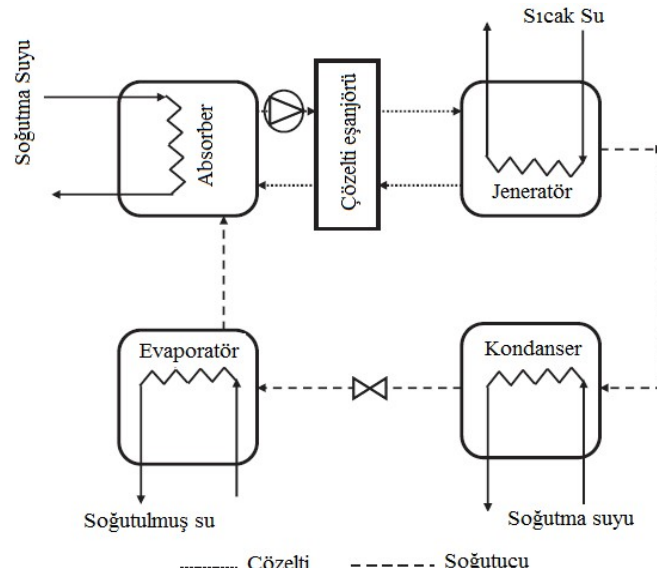 Sıcak Su
Soğutma Suyu
Absorber
Çözelti eşanjörü
Jeneratör
Evaporatör
Kondanser
Soğutulmuş su
Soğutma suyu
Çözelti
Soğutucu